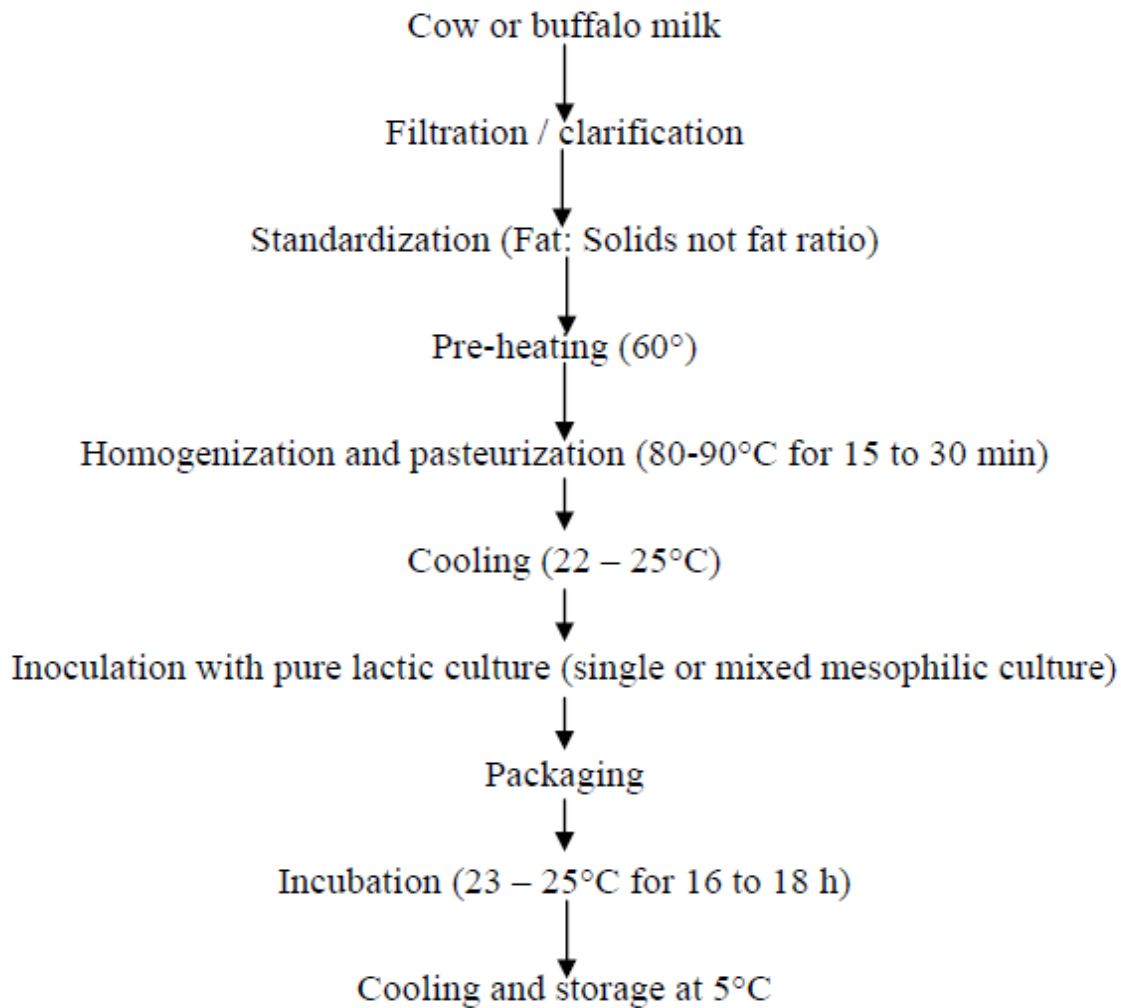 Cow or buffalo milk
Filtration / clarification
Standardization (Fat: Solids not fat ratio)
Pre-heating (60°)
Homogenization and pasteurization (80-90°C for 15 to 30 min)
Cooling (22 – 25°C)
Inoculation with pure lactic culture (single or mixed mesophilic culture)
Packaging
Incubation (23 – 25°C for 16 to 18 h)
Cooling and storage at 5°C